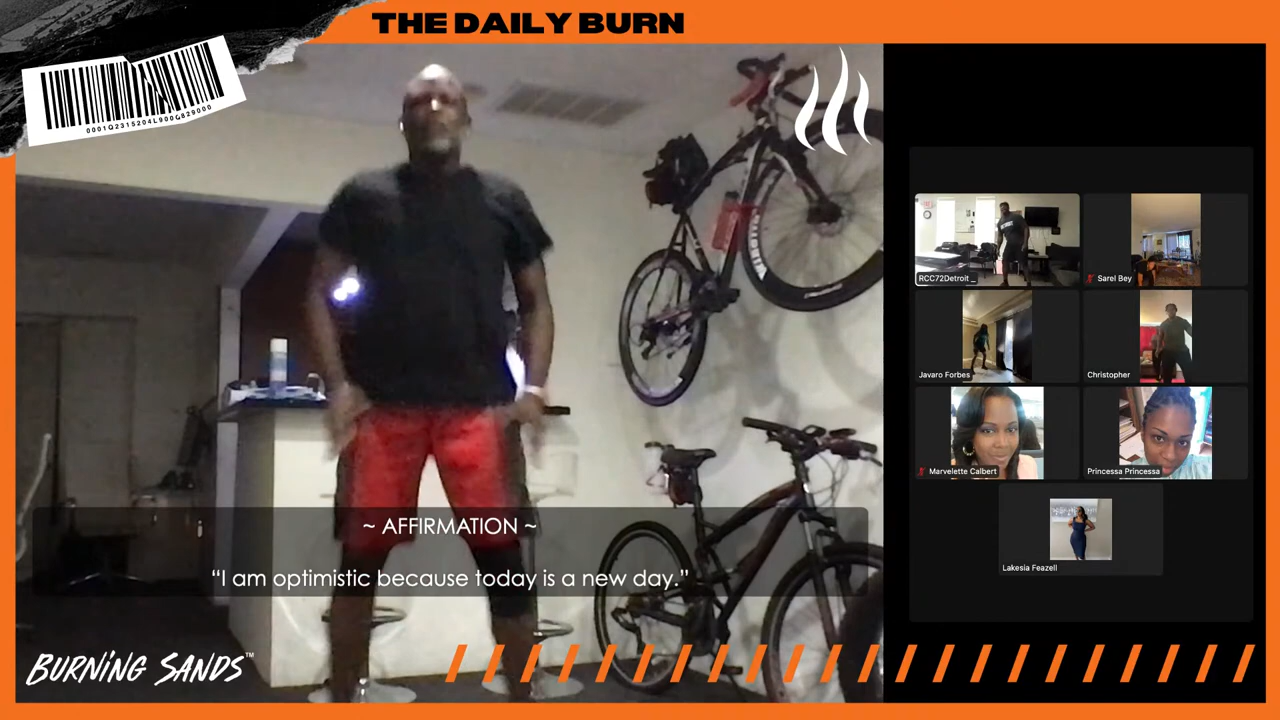 THE DAILY BURN
~ AFFIRMATION ~
“I am optimistic because today is a new day.”
BURNING SANDS™
RCC72Detroit _
Sarel Bey
Javaro Forbes
Christopher
Marvelette Calbert
Princessa Princessa
Lakesia Feazell